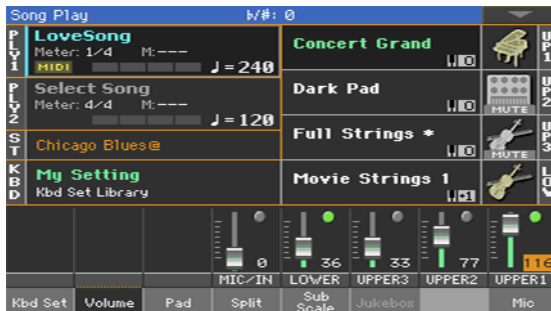 Song Play
♭/#: 0
PLY1
LoveSong
Meter: 1/4 M:---
MIDI
♩=240
Concert Grand
UP1
PLY2
Select Song
Meter: 4/4 M:---
♩=120
Dark Pad
MUTE
UP2
ST
Chicago Blues@
Full Strings *
MUTE
UP3
KBD
My Setting
Kbd Set Library
Movie Strings 1
LOW
0
36
33
77
116
MIC/IN
LOWER
UPPER3
UPPER2
UPPER1
Kbd Set
Volume
Pad
Split
Sub
Scale
Jukebox
Mic